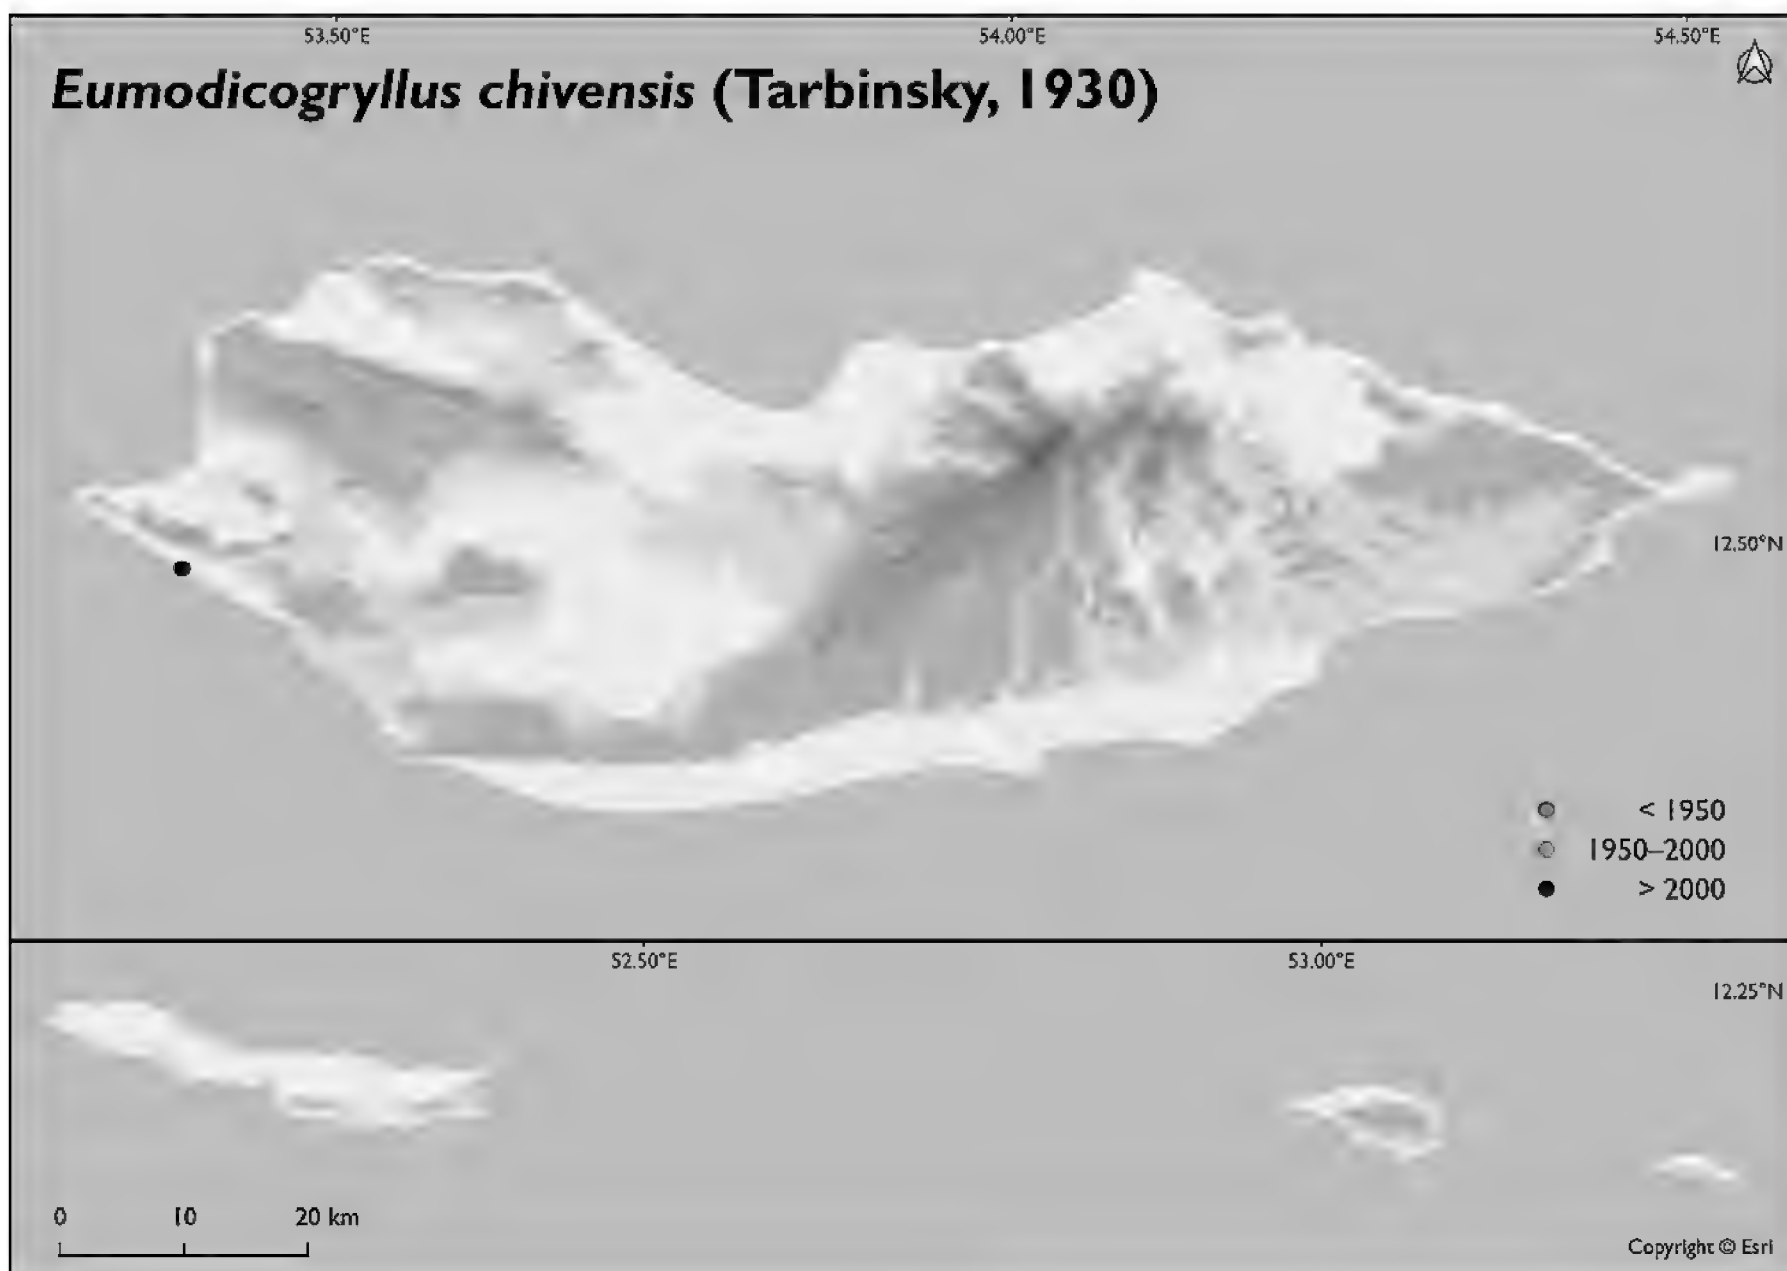 53.50°E 54.00°E 54.50°E
Eumodicogryllus chivensis (Tarbinsky, 1930)
12.50°N
< 1950
1950–2000
> 2000
52.50°E 53.00°E
12.25°N
0 10 20 km
Copyright © Esri